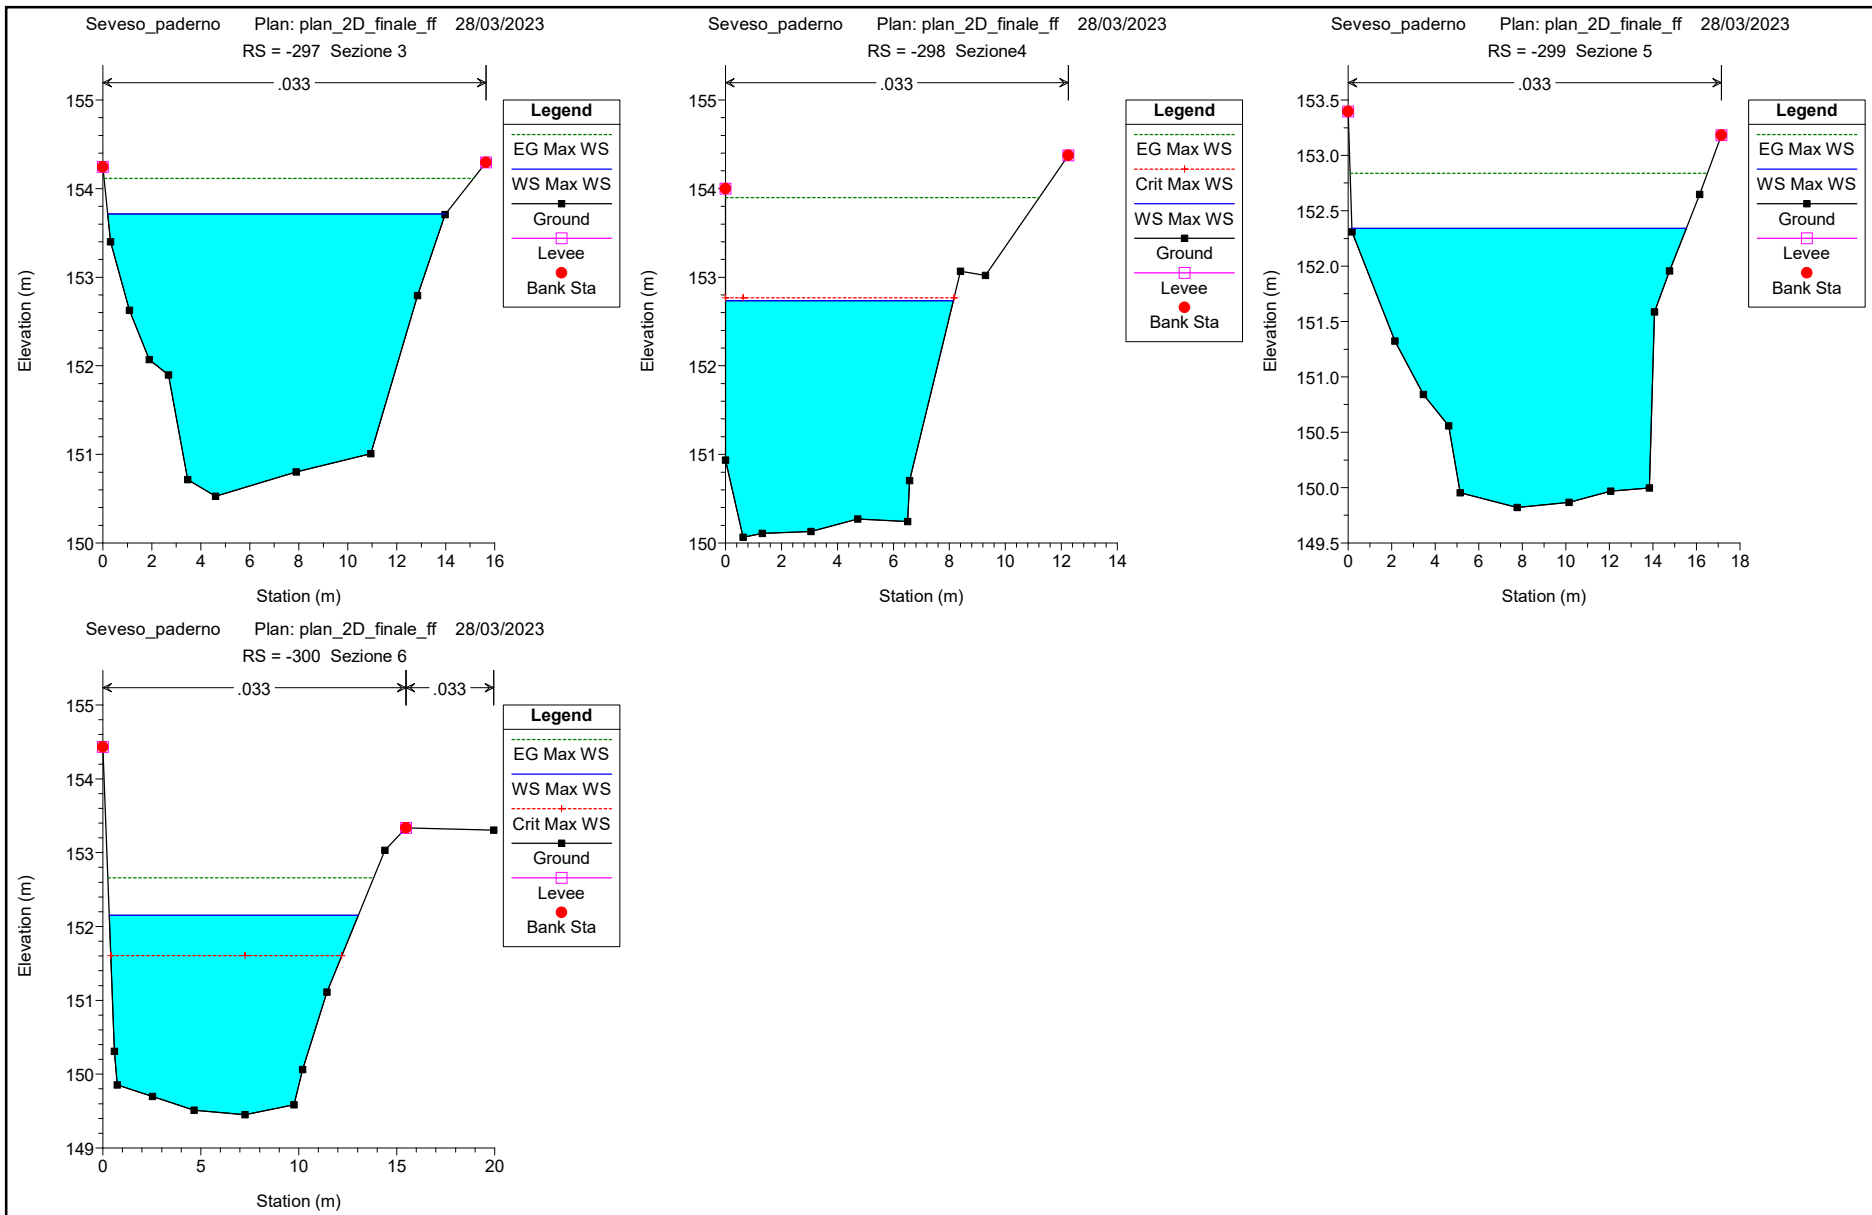 Seveso_paderno Plan: plan_2D_finale_ff 28/03/2023
RS = -297 Sezione 3
.033
155
154
153
152
151
150
Elevation (m)
0 2 4 6 8 10 12 14 16
Station (m)
Legend
EG Max WS
WS Max WS
Ground
Levee
Bank Sta
Seveso_paderno Plan: plan_2D_finale_ff 28/03/2023
RS = -298 Sezione4
.033
155
154
153
152
151
150
Elevation (m)
0 2 4 6 8 10 12 14
Station (m)
Legend
EG Max WS
Crit Max WS
WS Max WS
Ground
Levee
Bank Sta
Seveso_paderno Plan: plan_2D_finale_ff 28/03/2023
RS = -299 Sezione 5
.033
153.5
153.0
152.5
152.0
151.5
151.0
150.5
150.0
149.5
Elevation (m)
0 2 4 6 8 10 12 14 16 18
Station (m)
Legend
EG Max WS
WS Max WS
Ground
Levee
Bank Sta
Seveso_paderno Plan: plan_2D_finale_ff 28/03/2023
RS = -300 Sezione 6
.033 .033
155
154
153
152
151
150
149
Elevation (m)
0 5 10 15 20
Station (m)
Legend
EG Max WS
WS Max WS
Crit Max WS
Ground
Levee
Bank Sta